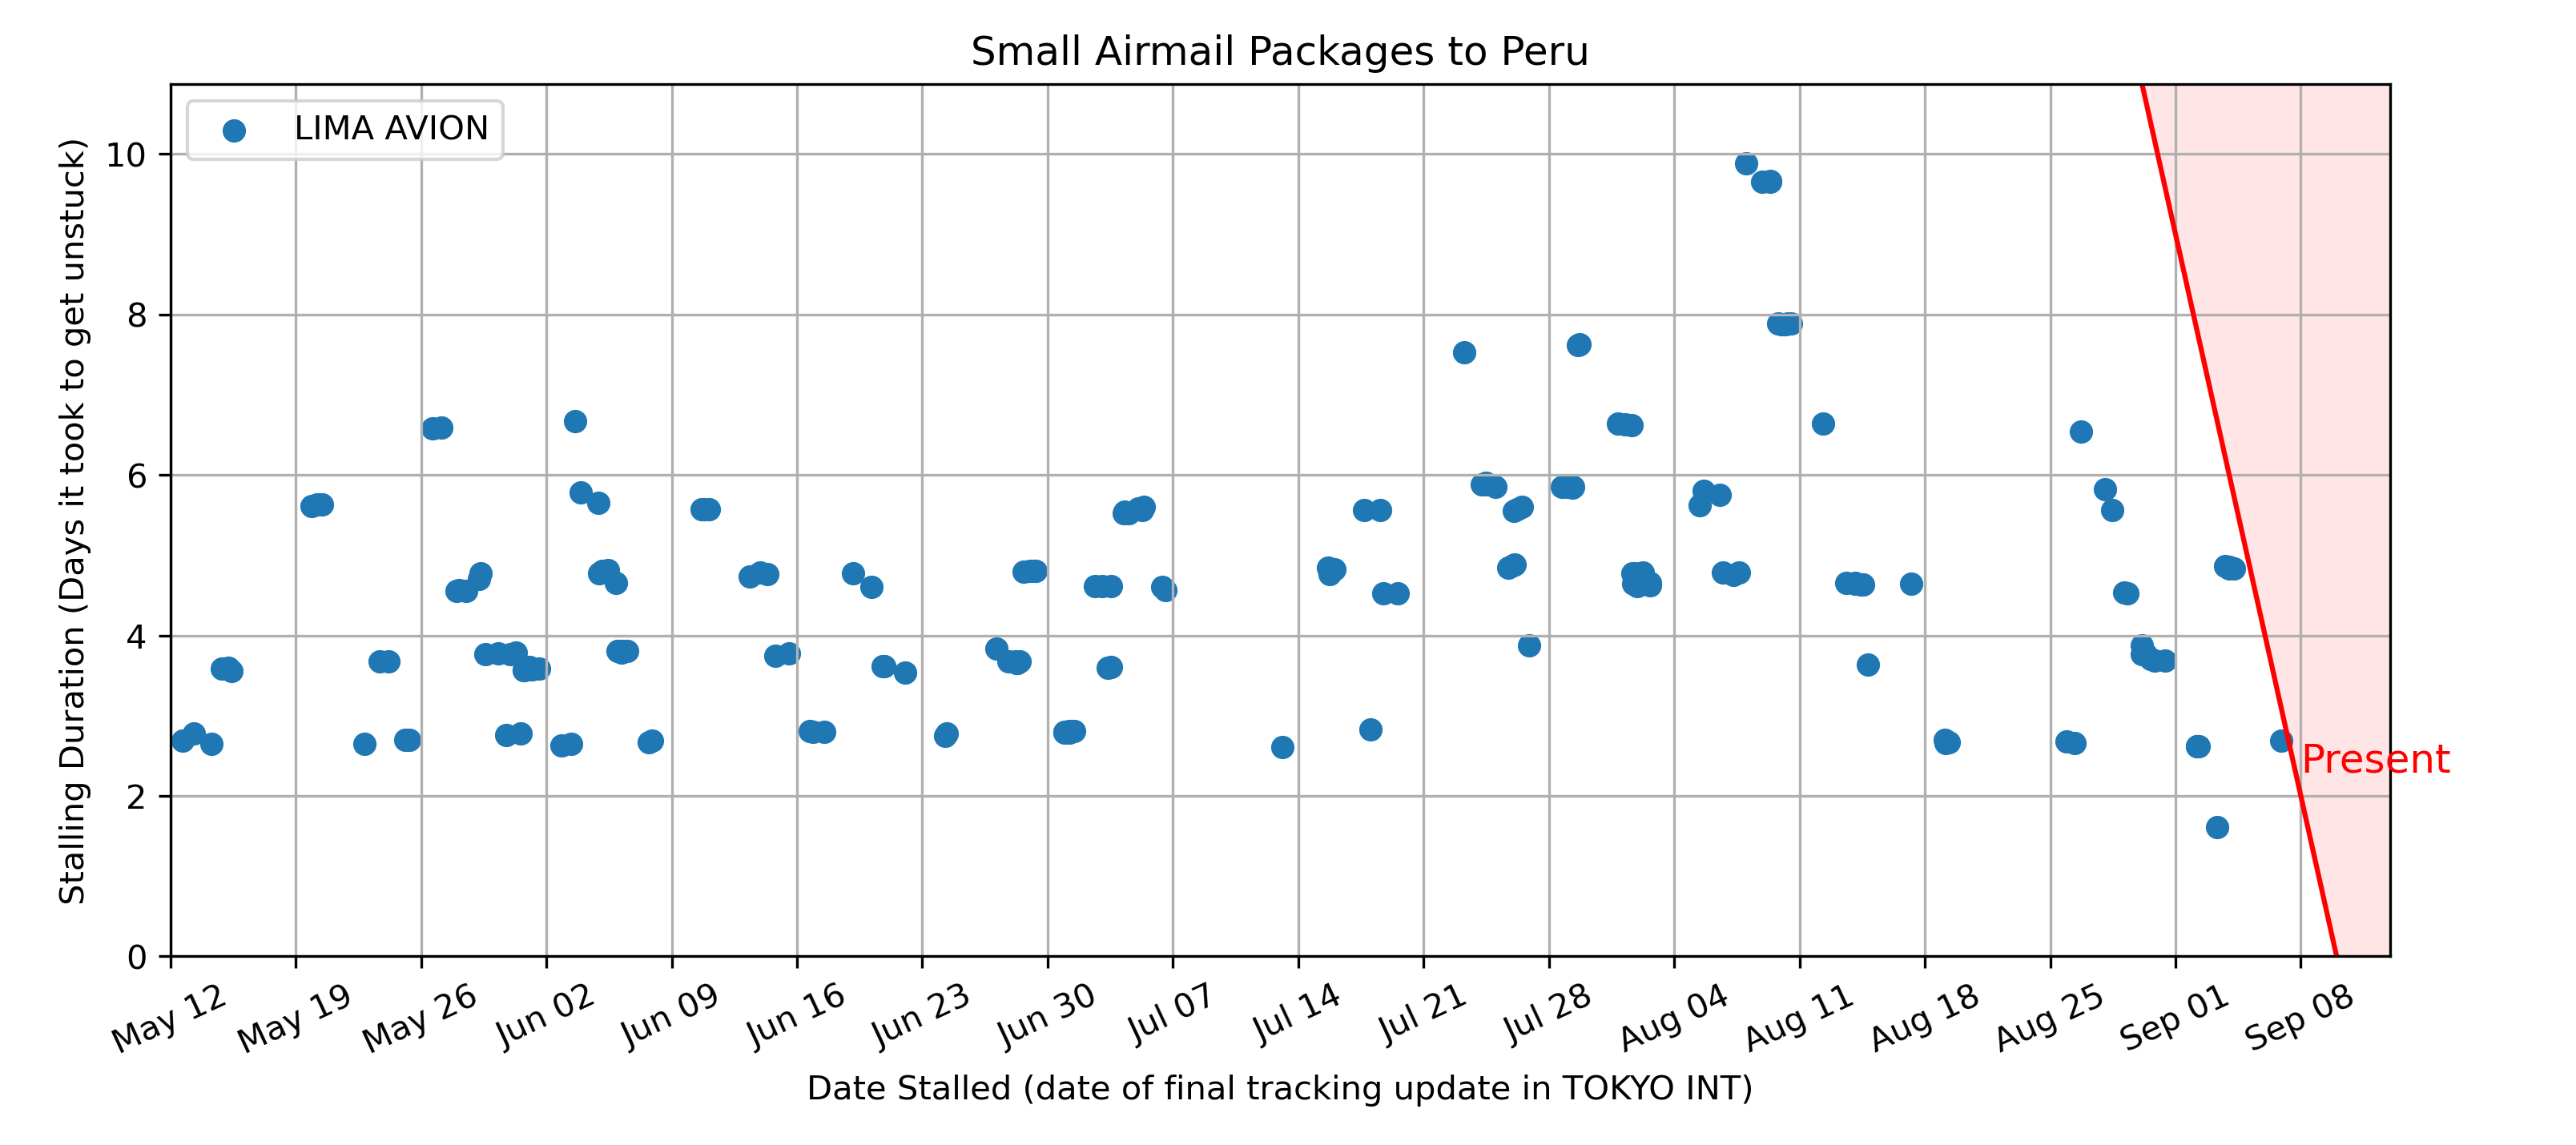 Small Airmail Packages to Peru
LIMA AVION
Stalling Duration (Days it took to get unstuck)
10
8
6
4
2
0
Present
May 12
May 19
May 26
Jun 02
Jun 09
Jun 16
Jun 23
Jun 30
Jul 07
Jul 14
Jul 21
Jul 28
Aug 04
Aug 11
Aug 18
Aug 25
Sep 01
Sep 08
Date Stalled (date of final tracking update in TOKYO INT)